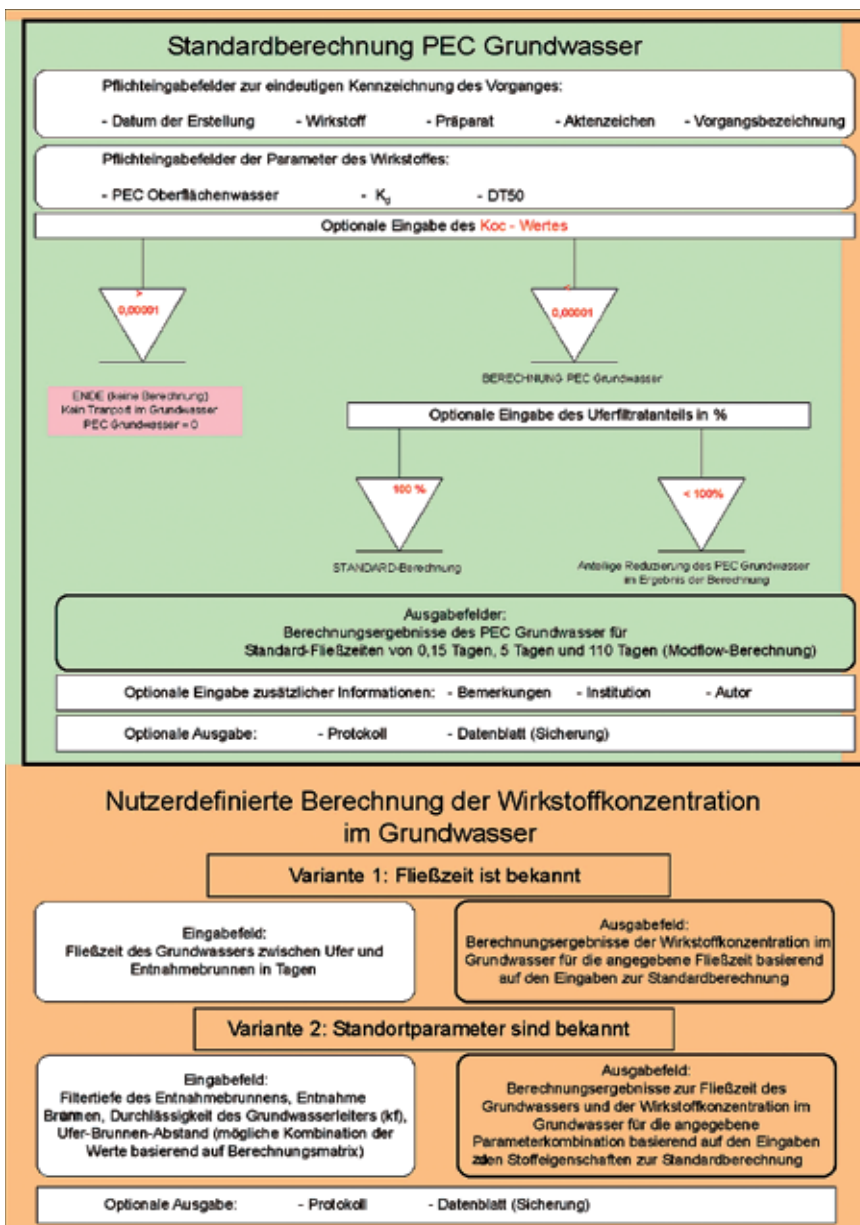 Standardberechnung PEC Grundwasser
Pflichteingabefelder zur eindeutigen Kennzeichnung des Vorganges:
- Datum der Erstellung - Wirkstoff - Präparat - Aktenzeichen - Vorgangsbezeichnung
Pflichteingabefelder der Parameter des Wirkstoffes:
- PEC Oberflächenwasser - Kd - DT50
Optionale Eingabe des Koc - Wertes
> <
0,00001 0,00001
BERECHNUNG PEC Grundwasser
ENDE (keine Berechnung)
Kein Tranport im Grundwasser
PEC Grundwasser = 0
Optionale Eingabe des Uferfiltratanteils in %
100 % < 100%
STANDARD-Berechnung
Anteilige Reduzierung des PEC Grundwasser
im Ergebnis der Berechnung
Ausgabefelder:
Berechnungsergebnisse des PEC Grundwasser für
Standard-Fließzeiten von 0,15 Tagen, 5 Tagen und 110 Tagen (Modflow-Berechnung)
Optionale Eingabe zusätzlicher Informationen: - Bemerkungen - Institution - Autor
Optionale Ausgabe: - Protokoll - Datenblatt (Sicherung)
Nutzerdefinierte Berechnung der Wirkstoffkonzentration
im Grundwasser
Variante 1: Fließzeit ist bekannt
Eingabefeld:
Fließzeit des Grundwassers zwischen Ufer und
Entnahmebrunnen in Tagen
Ausgabefeld:
Berechnungsergebnisse der Wirkstoffkonzentration im
Grundwasser für die angegebene Fließzeit basierend
auf den Eingaben zur Standardberechnung
Variante 2: Standortparameter sind bekannt
Eingabefeld:
Filtertiefe des Entnahmebrunnens, Entnahme
Brunnen, Durchlässigkeit des Grundwasserleiters (kf),
Ufer-Brunnen-Abstand (mögliche Kombination der
Werte basierend auf Berechnungsmatrix)
Ausgabefeld:
Berechnungsergebnisse zur Fließzeit des
Grundwassers und der Wirkstoffkonzentration im
Grundwasser für die angegebene
Parameterkombination basierend auf den Eingaben
Stoffeigenschaften zur Standardberechnung
Optionale Ausgabe: - Protokoll - Datenblatt (Sicherung)